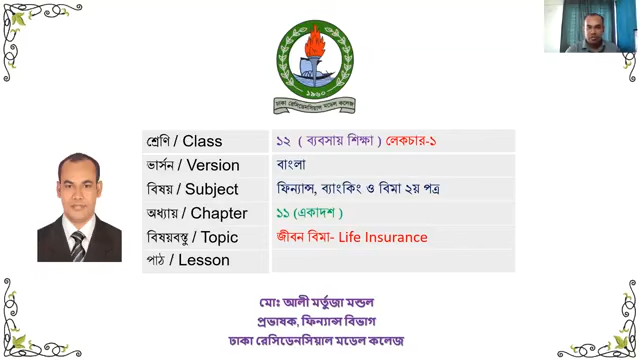 ১৯৬০
ঢাকা রেসিডেনসিয়াল মডেল কলেজ
শ্রেণি / Class ১২ ( ব্যবসায় শিক্ষা ) লেকচার-১
ভার্সন / Version বাংলা
বিষয় / Subject ফিন্যান্স, ব্যাংকিং ও বিমা ২য় পত্র
অধ্যায় / Chapter ১১ (একাদশ )
বিষয়বস্তু / Topic জীবন বিমা- Life Insurance
পাঠ / Lesson
মোঃ আলী মর্তুজা মন্ডল
প্রভাষক, ফিন্যান্স বিভাগ
ঢাকা রেসিডেনসিয়াল মডেল কলেজ